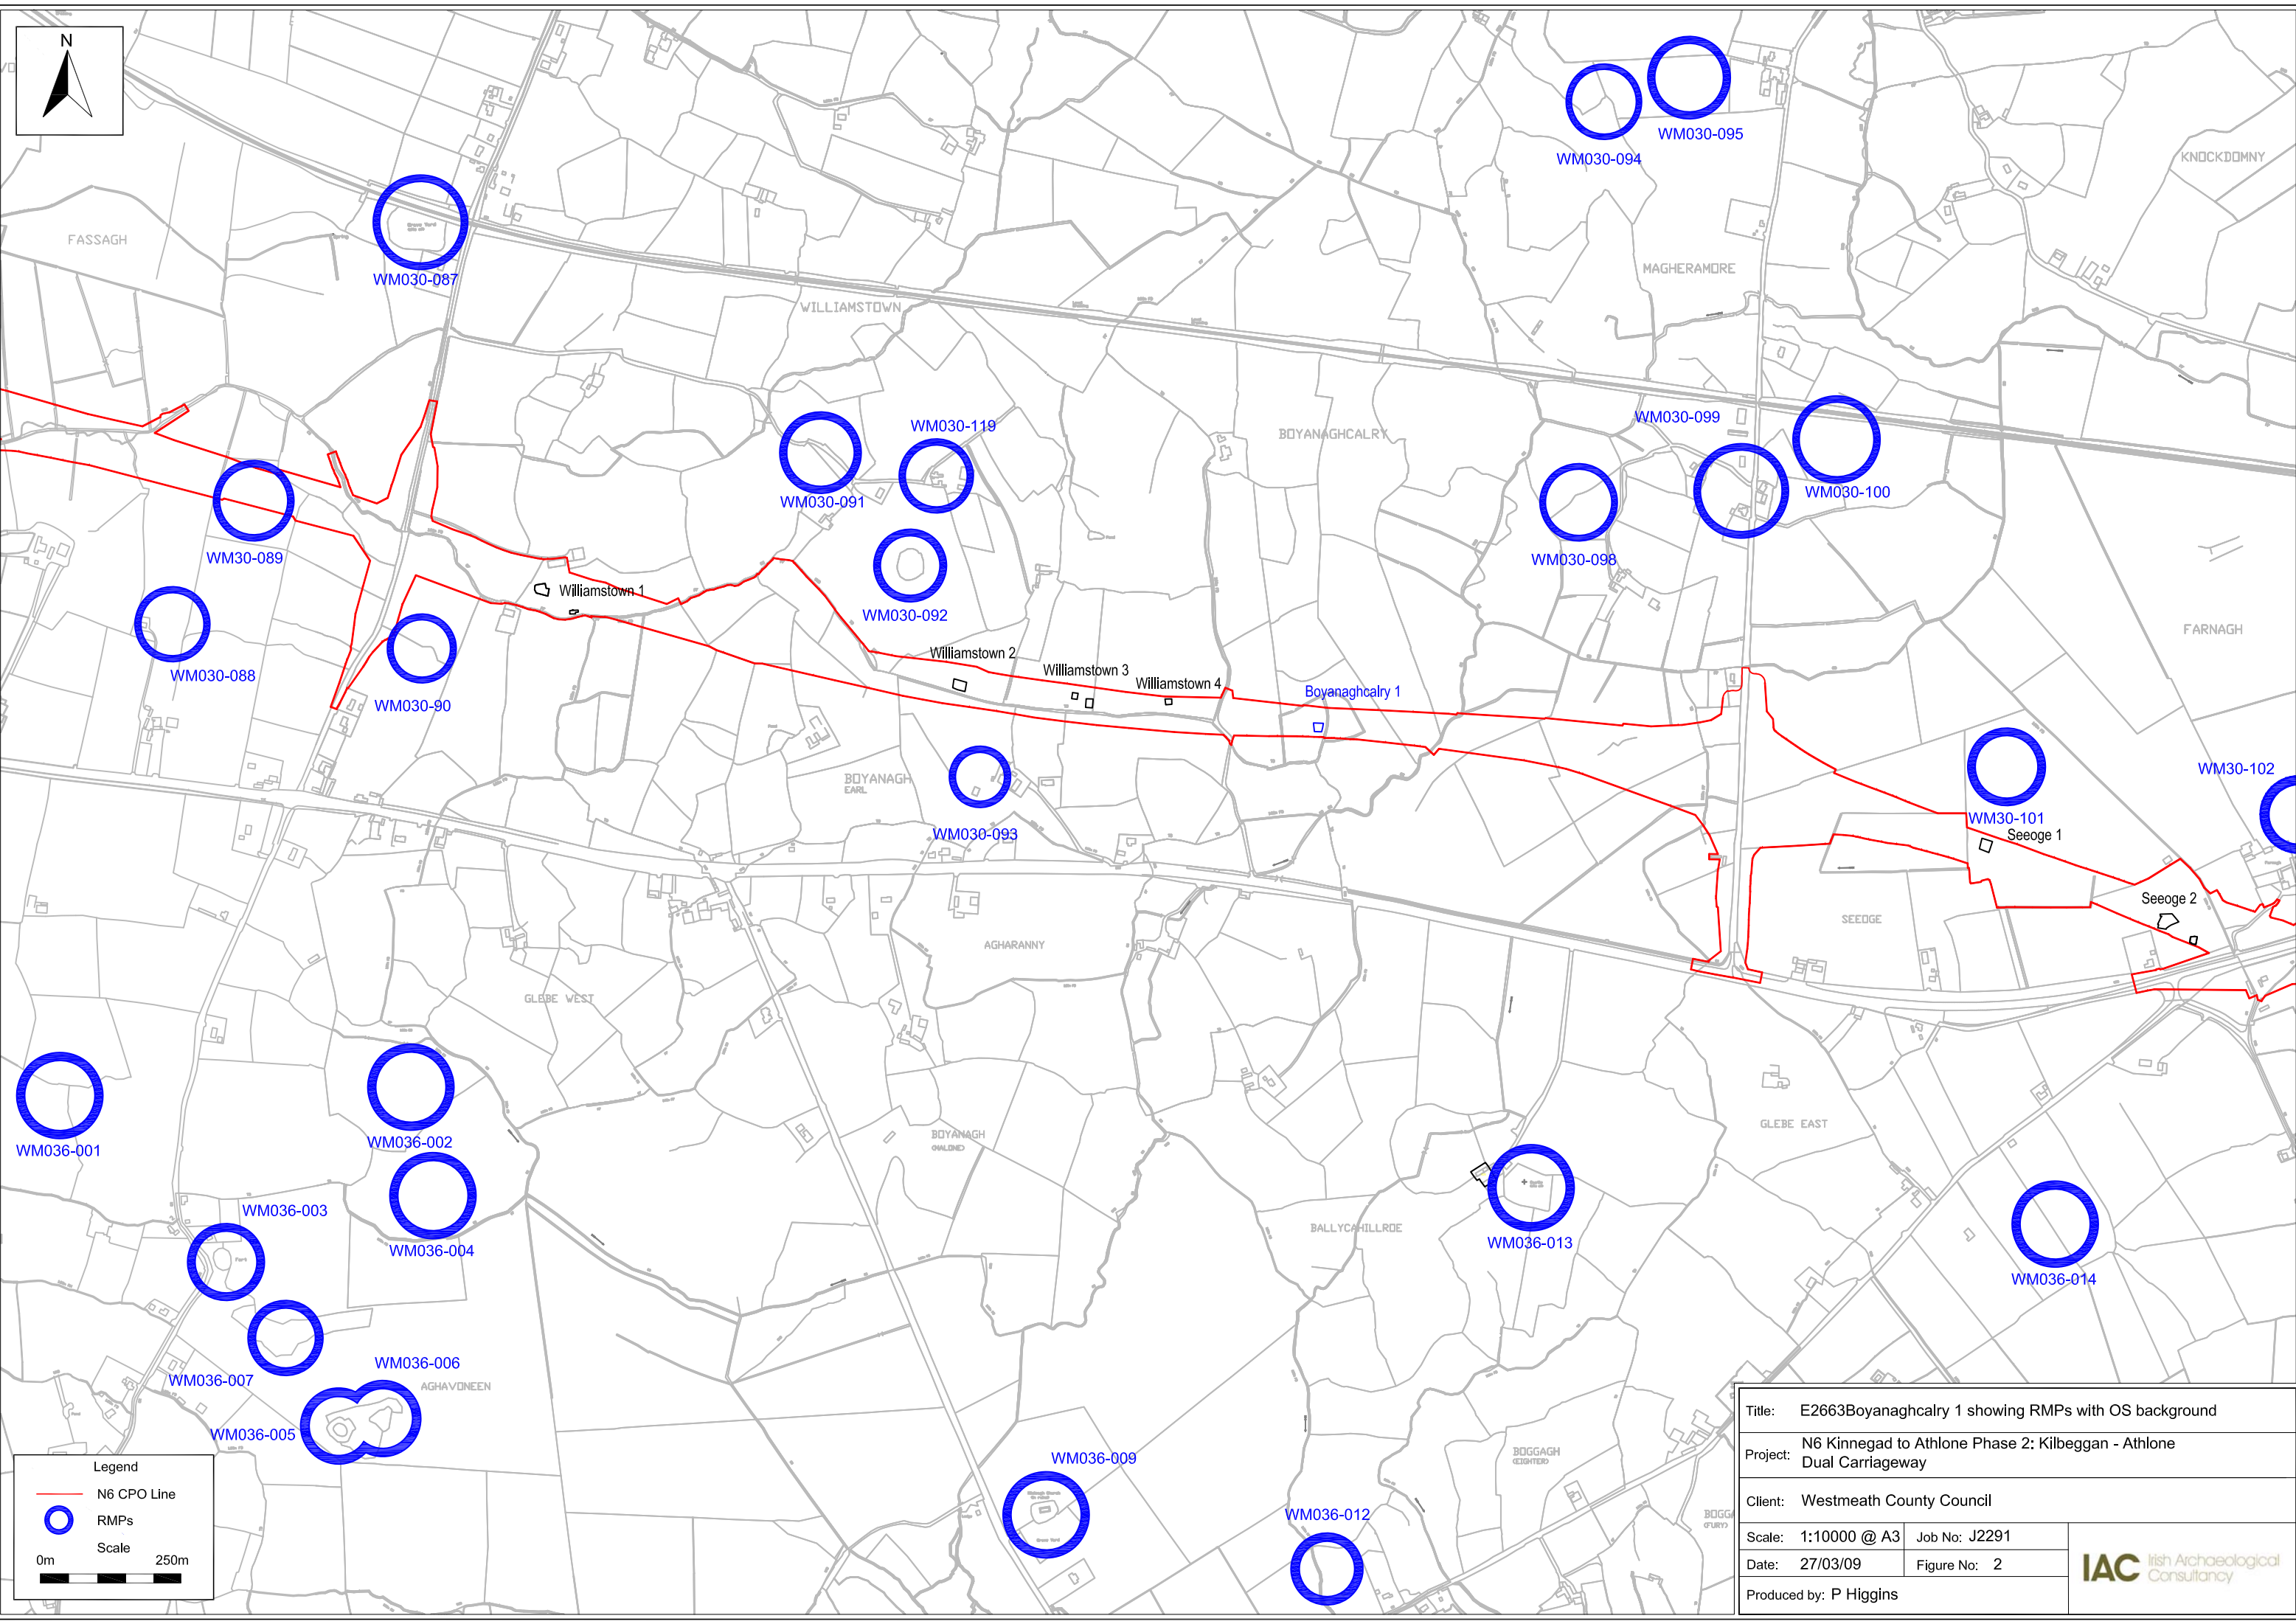 N
WM030-094
WM030-095
KNOCKDOMNY
FASSAGH
WM030-087
MAGHERAMORE
WILLIAMSTOWN
WM030-119
WM030-099
BOYANAGHCALRY
WM030-091
WM030-100
WM30-089
WM030-098
Williamstown 1
WM030-092
FARNAGH
WM030-088
Williamstown 2
Williamstown 3
Williamstown 4
Boyanaghcalry 1
WM030-90
WM30-102
BOYANAGH
EARL
WM030-093
WM30-101
Seeoge 1
Seeoge 2
SEEOGE
AGHARANNY
GLEBE WEST
GLEBE EAST
WM036-001
WM036-002
BOYANAGH
(MALONE)
WM036-003
WM036-004
BALLYCAHILLROE
WM036-013
Fort
WM036-014
WM036-006
WM036-007
AGHAVONEEN
WM036-005
WM036-009
Grave Yard
BOGGAGH
(EIGHTER)
WM036-012
BOGGA
(FURY)
Legend
N6 CPO Line
RMPs
Scale
0m 250m
Title: E2663Boyanaghcalry 1 showing RMPs with OS background
Project: N6 Kinnegad to Athlone Phase 2: Kilbeggan - Athlone
Dual Carriageway
Client: Westmeath County Council
Scale: 1:10000 @ A3 Job No: J2291
Date: 27/03/09 Figure No: 2
Produced by: P Higgins
IAC Irish Archaeological
Consultancy